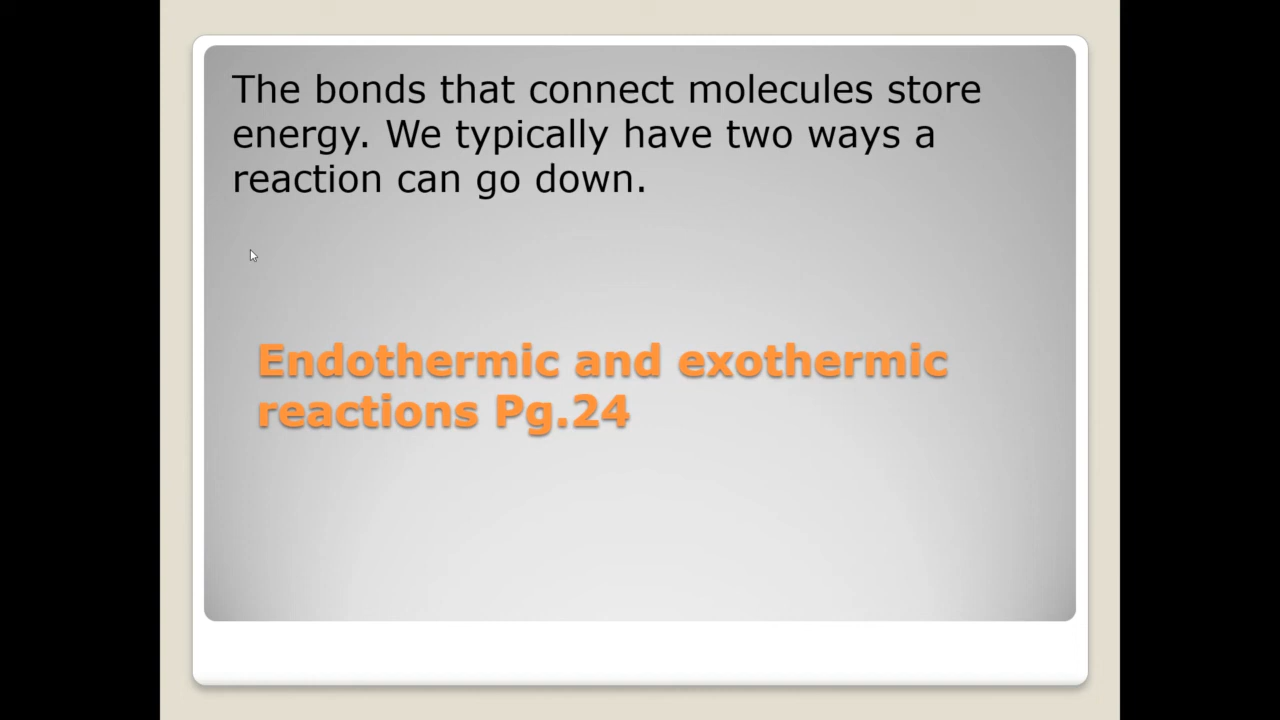 The bonds that connect molecules store
energy. We typically have two ways a
reaction can go down.
Endothermic and exothermic
reactions Pg.24